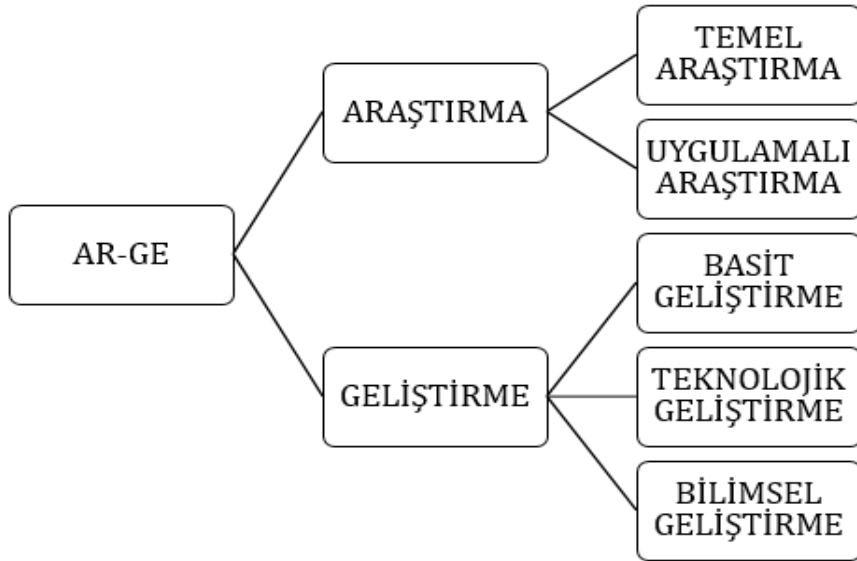 TEMEL
ARAŞTIRMA
ARAŞTIRMA
UYGULAMALI
ARAŞTIRMA
AR-GE
BASİT
GELİŞTİRME
GELİŞTİRME
TEKNOLOJİK
GELİŞTİRME
BİLİMSEL
GELİŞTİRME